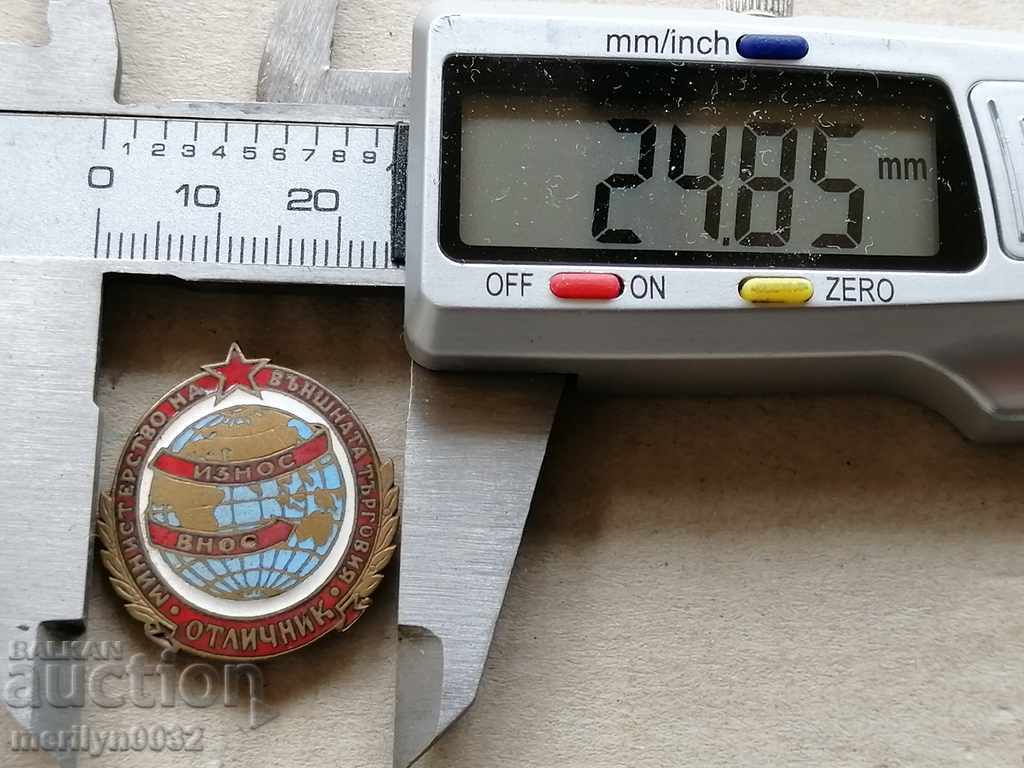 mm/inch
24.85 mm
OFF ON ZERO
0 1 2 3 4 5 6 7 8 9
0 10 20
МИНИСТЕРСТВО НА ВЪНШНАТА ТЪРГОВИЯ
ИЗНОС
ВНОС
• ОТЛИЧНИК •
BALKAN
auction
merilyn0032